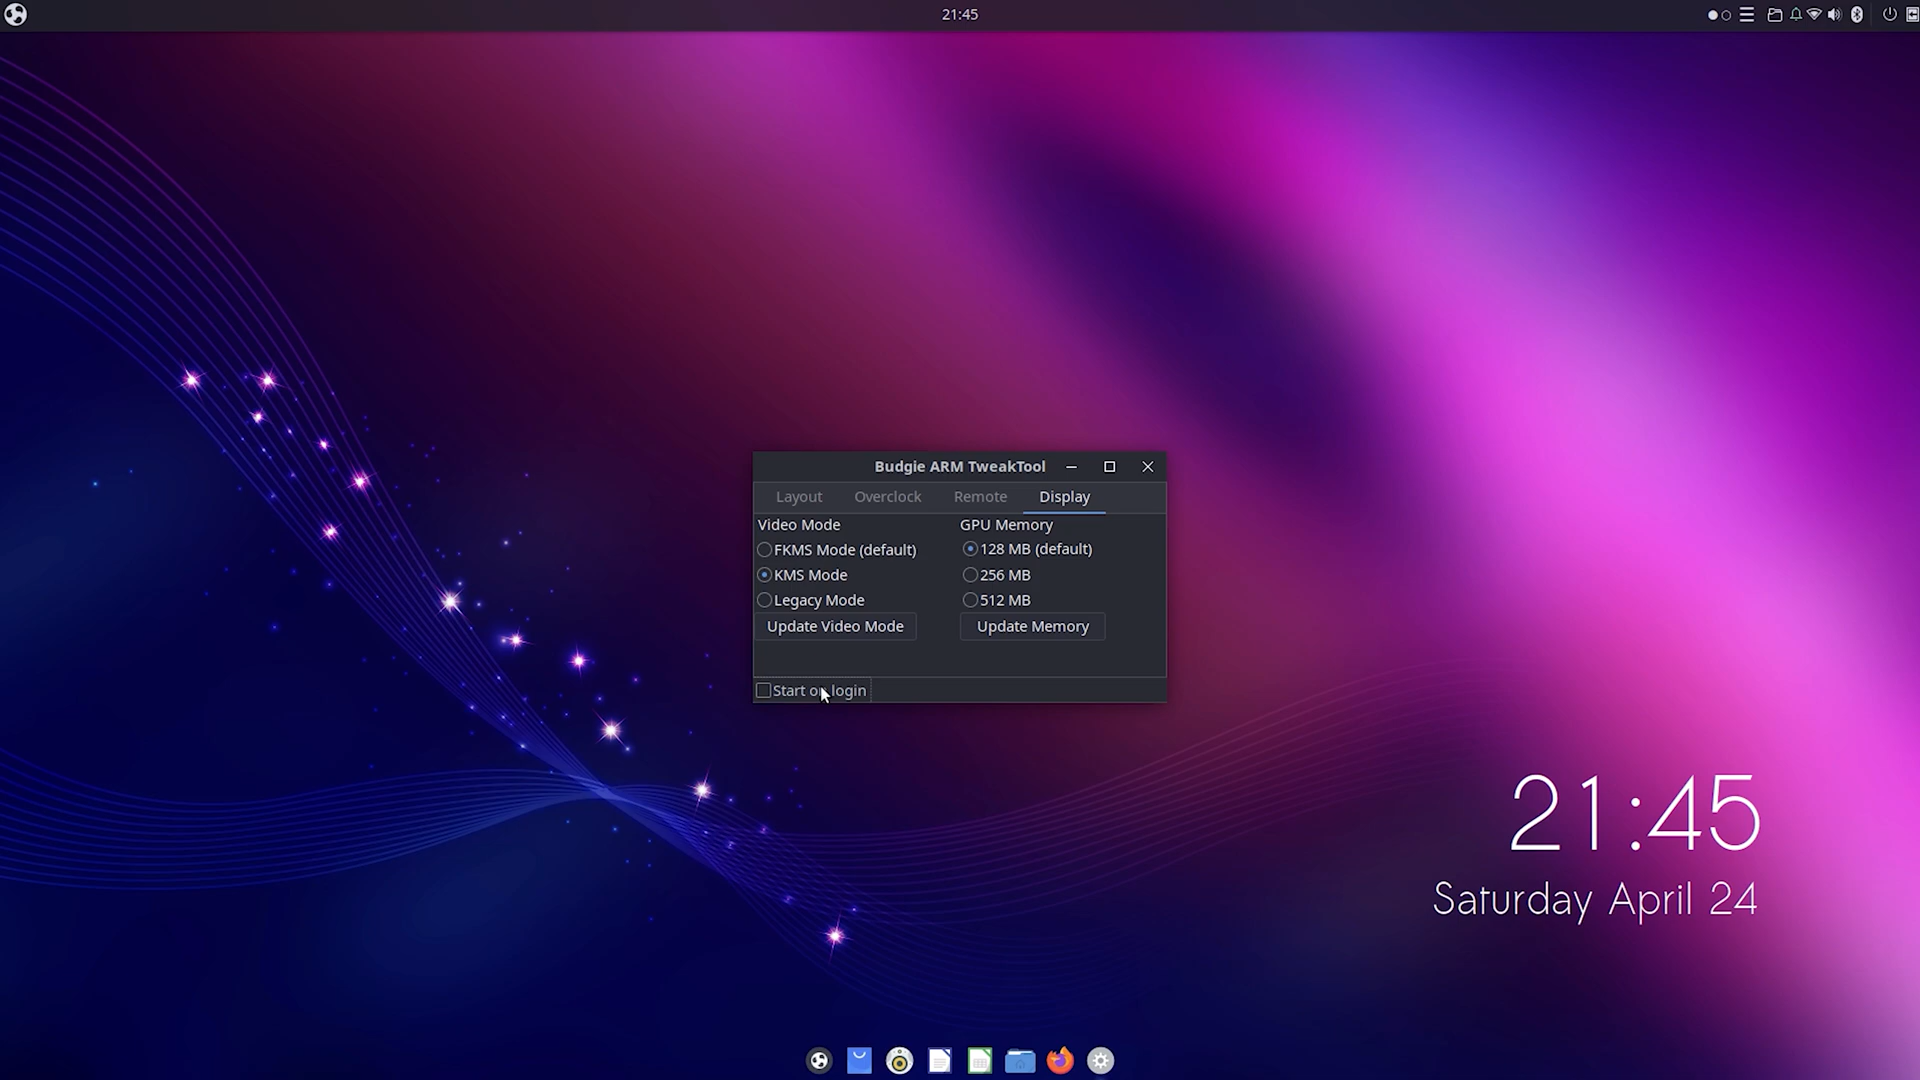 21:45
Budgie ARM TweakTool
Layout Overclock Remote Display
Video Mode GPU Memory
FKMS Mode (default) 128 MB (default)
KMS Mode 256 MB
Legacy Mode 512 MB
Update Video Mode Update Memory
Start on login
21:45
Saturday April 24